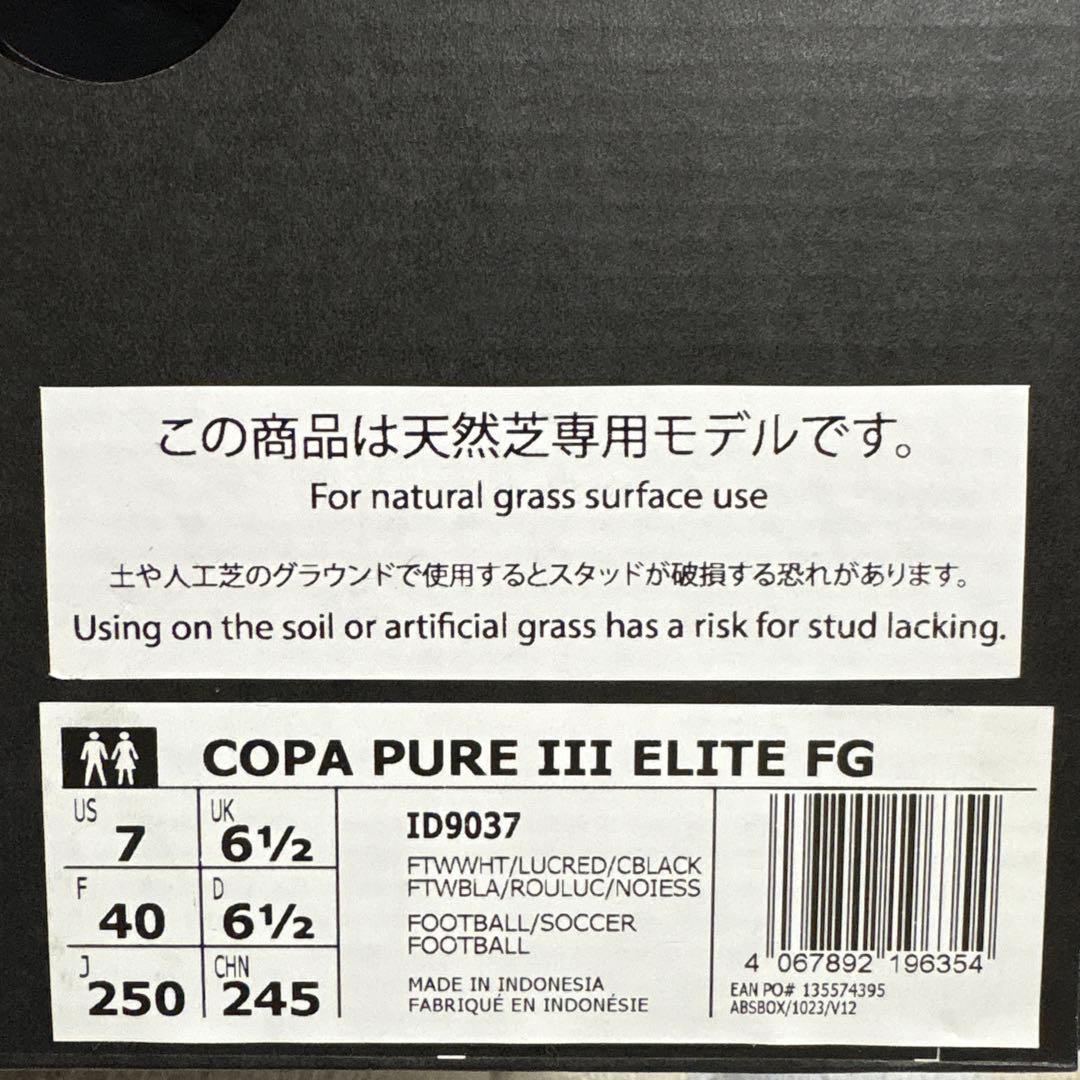 この商品は天然芝専用モデルです。
For natural grass surface use
土や人工芝のグラウンドで使用するとスタッドが破損する恐れがあります。
Using on the soil or artificial grass has a risk for stud lacking.
COPA PURE III ELITE FG
US 7
UK 6½
F 40
D 6½
J 250
CHN 245
ID9037
FTWWHT/LUCRED/CBLACK
FTWBLA/ROULUC/NOIESS
FOOTBALL/SOCCER
FOOTBALL
MADE IN INDONESIA
FABRIQUÉ EN INDONÉSIE
4 067892 196354
EAN PO# 135574395
ABSBOX/1023/V12